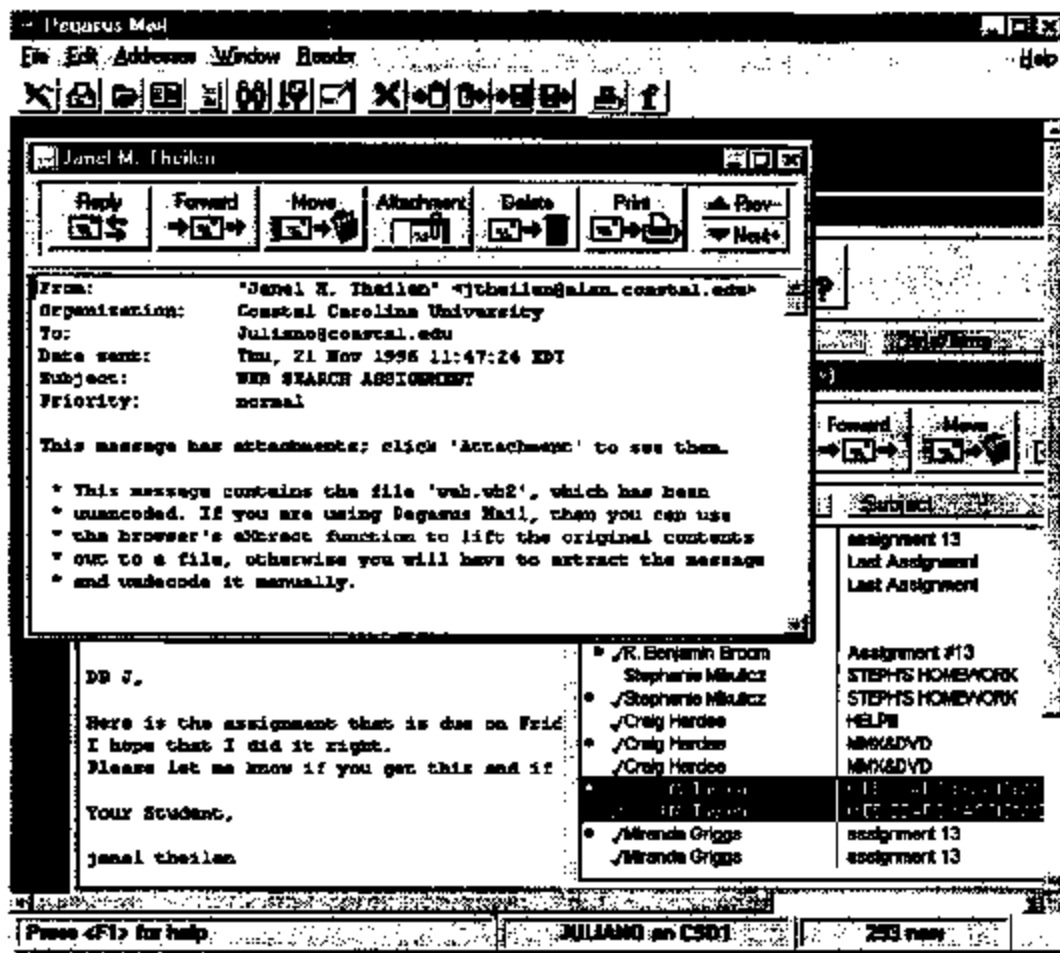 Pegasus Mail
File Edit Addresses Window Reader Help
Janel M. Theilen
Reply Forward Move Attachment Delete Print Prev Next
From: "Janel M. Theilen" <jtheilen@alan.coastal.edu>
Organization: Coastal Carolina University
To: Juliano@coastal.edu
Date sent: Thu, 21 Nov 1996 11:47:24 EDT
Subject: WEB SEARCH ASSIGNMENT
Priority: normal
This message has attachments; click 'Attachment' to see them.
* This message contains the file 'web.wb2', which has been
* uuencoded. If you are using Pegasus Mail, then you can use
* the browser's eXtract function to lift the original contents
* out to a file, otherwise you will have to extract the message
* and uudecode it manually.
?
Forward Move
Subject
assignment 13
Last Assignment
Last Assignment
R. Benjamin Broom Assignment #13
Stephanie Mikulicz STEPH'S HOMEWORK
Stephanie Mikulicz STEPH'S HOMEWORK
Craig Hardee
Craig Hardee MMX&DVD
Craig Hardee MMX&DVD
Miranda Griggs assignment 13
Miranda Griggs assignment 13
DR J,
Here is the assignment that is due on Frid
I hope that I did it right.
Please let me know if you get this and if
Your Student,
janel theilen
Press <F1> for help JULIANO on CSD1 293 new